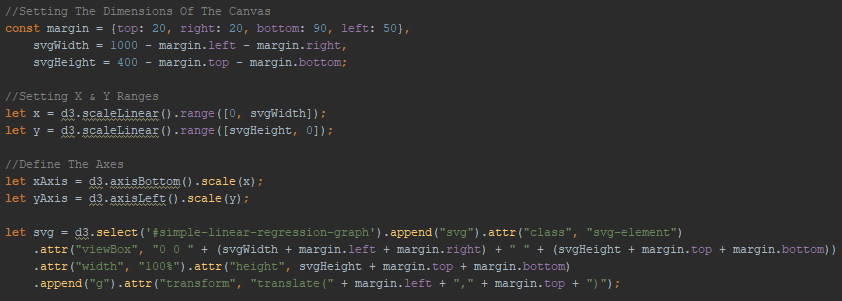 //Setting The Dimensions Of The Canvas
const margin = {top: 20, right: 20, bottom: 90, left: 50},
    svgWidth = 1000 - margin.left - margin.right,
    svgHeight = 400 - margin.top - margin.bottom;

//Setting X & Y Ranges
let x = d3.scaleLinear().range([0, svgWidth]);
let y = d3.scaleLinear().range([svgHeight, 0]);

//Define The Axes
let xAxis = d3.axisBottom().scale(x);
let yAxis = d3.axisLeft().scale(y);

let svg = d3.select('#simple-linear-regression-graph').append("svg").attr("class", "svg-element")
    .attr("viewBox", "0 0 " + (svgWidth + margin.left + margin.right) + " " + (svgHeight + margin.top + margin.bottom))
    .attr("width", "100%").attr("height", svgHeight + margin.top + margin.bottom)
    .append("g").attr("transform", "translate(" + margin.left + "," + margin.top + ")");